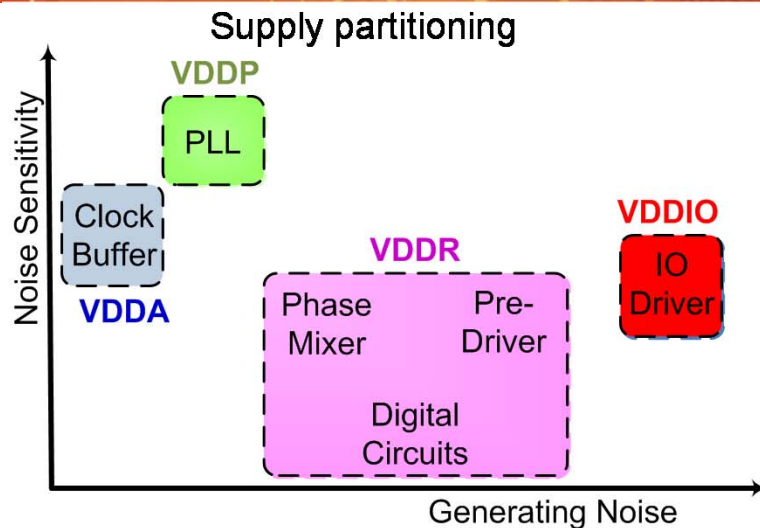 Supply partitioning
VDDP
PLL
Noise Sensitivity
Clock
Buffer
VDDA
VDDR
Phase
Mixer
Pre-
Driver
Digital
Circuits
VDDIO
IO
Driver
Generating Noise